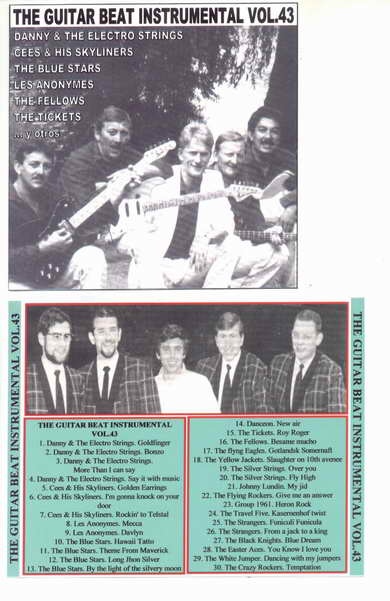 THE GUITAR BEAT INSTRUMENTAL VOL.43
DANNY & THE ELECTRO STRINGS
CEES & HIS SKYLINERS
THE BLUE STARS
LES ANONYMES
THE FELLOWS
THE TICKETS
... y otros
THE GUITAR BEAT INSTRUMENTAL VOL.43
THE GUITAR BEAT INSTRUMENTAL
VOL.43
1. Danny & The Electro Strings. Goldfinger
2. Danny & The Electro Strings. Bonzo
3. Danny & The Electro Strings.
More Than I can say
4. Danny & The Electro Strings. Say it with music
5. Cees & His Skyliners. Golden Earrings
6. Cees & His Skyliners. I'm gonna knock on your
door
7. Cees & His Skyliners. Rockin' to Telstal
8. Les Anonymes. Mecca
9. Les Anonymes. Davlyn
10. The Blue Stars. Hawaii Tatto
11. The Blue Stars. Theme From Maverick
12. The Blue Stars. Long Jhon Silver
13. The Blue Stars. By the light of the silvery moon
14. Danceon. New air
15. The Tickets. Roy Roger
16. The Fellows. Besame mucho
17. The flyng Eagles. Gotlandsk Somernaft
18. The Yellow Jackets. Slaughter on 10th avenee
19. The Silver Strings. Over you
20. The Silver Strings. Fly High
21. Johnny Lundin. My jid
22. The Flying Rockers. Give me an answer
23. Group 1961. Heron Rock
24. The Travel Five. Kasernenhof twist
25. The Strangers. Funiculi Funicula
26. The Strangers. From a jack to a king
27. The Black Knights. Blue Dream
28. The Easter Aces. You Know I love you
29. The White Jumper. Dancing with my jumpers
30. The Crazy Rockers. Temptation
THE GUITAR BEAT INSTRUMENTAL VOL.43